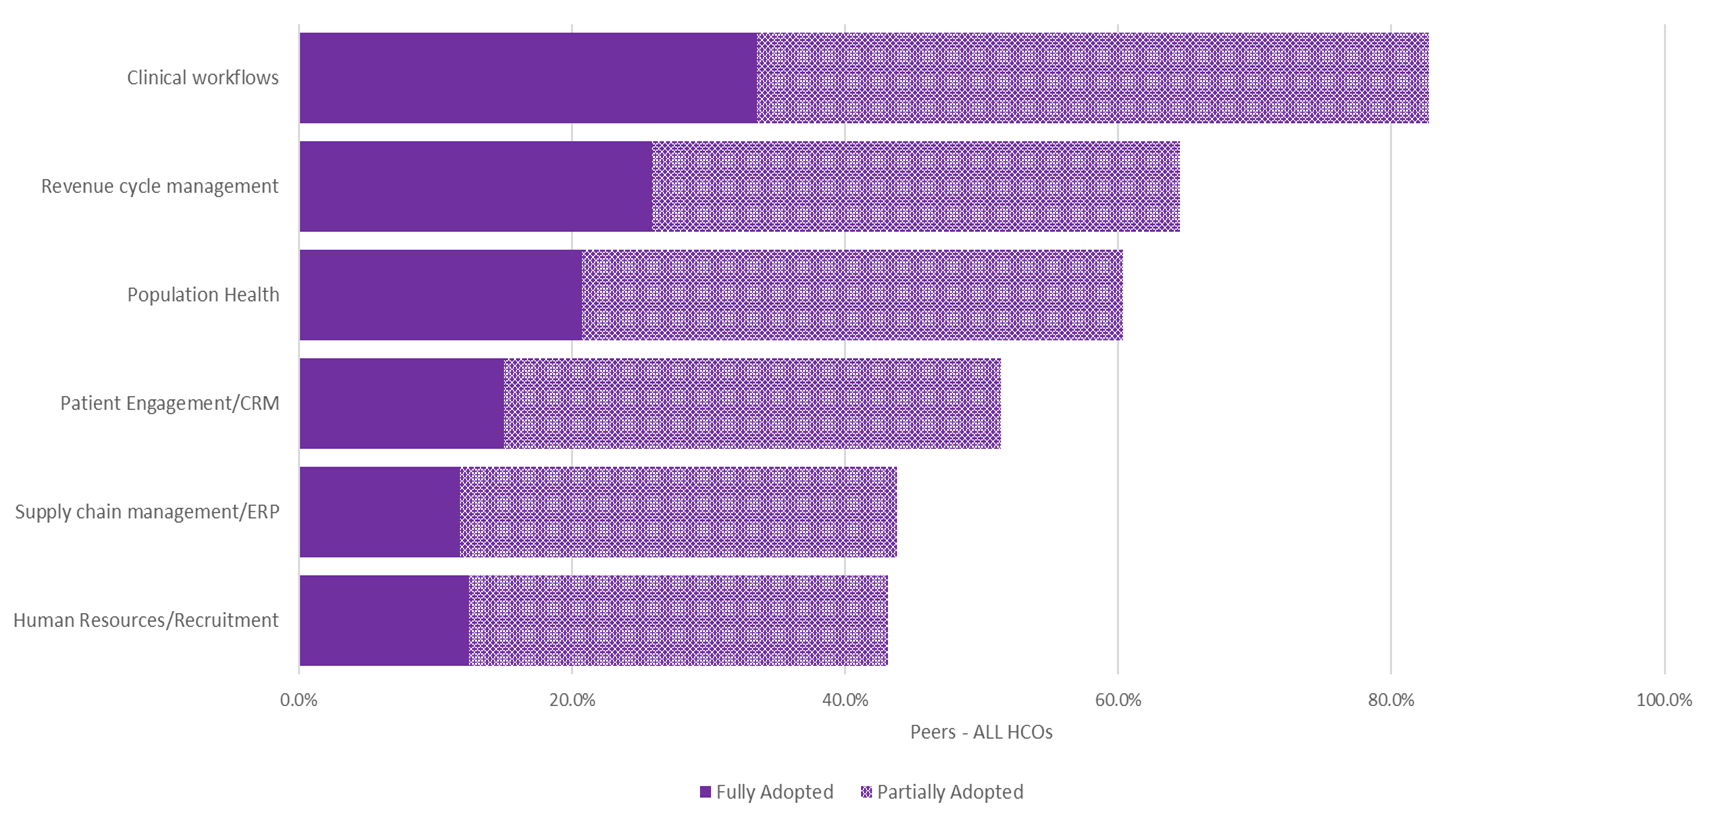 Clinical workflows
Revenue cycle management
Population Health
Patient Engagement/CRM
Supply chain management/ERP
Human Resources/Recruitment
0.0% 20.0% 40.0% 60.0% 80.0% 100.0%
Peers - ALL HCOs
Fully Adopted Partially Adopted